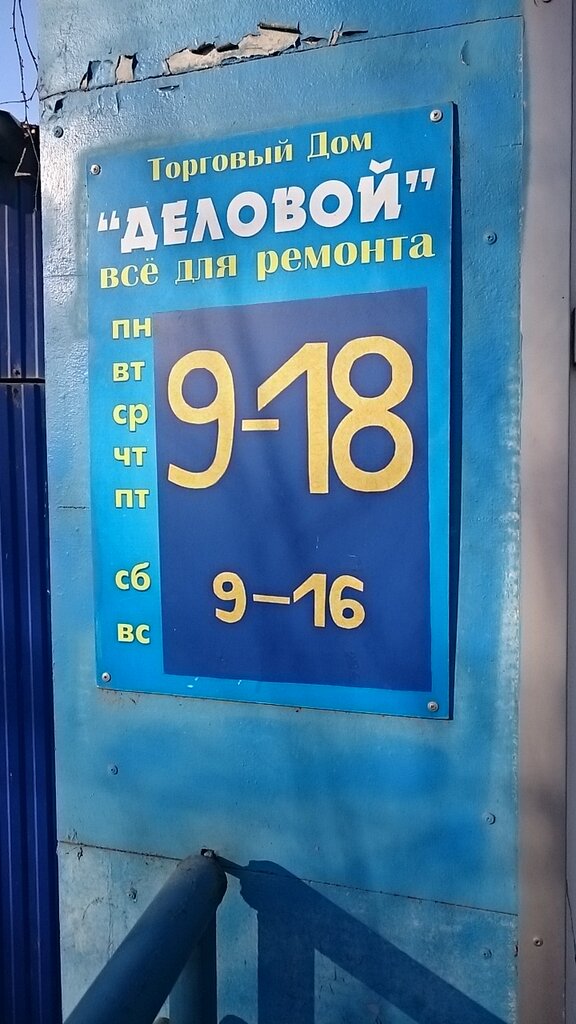 Торговый Дом
“ДЕЛОВОЙ”
всё для ремонта
пн
вт
ср
чт
пт
9-18
сб
9-16
вс